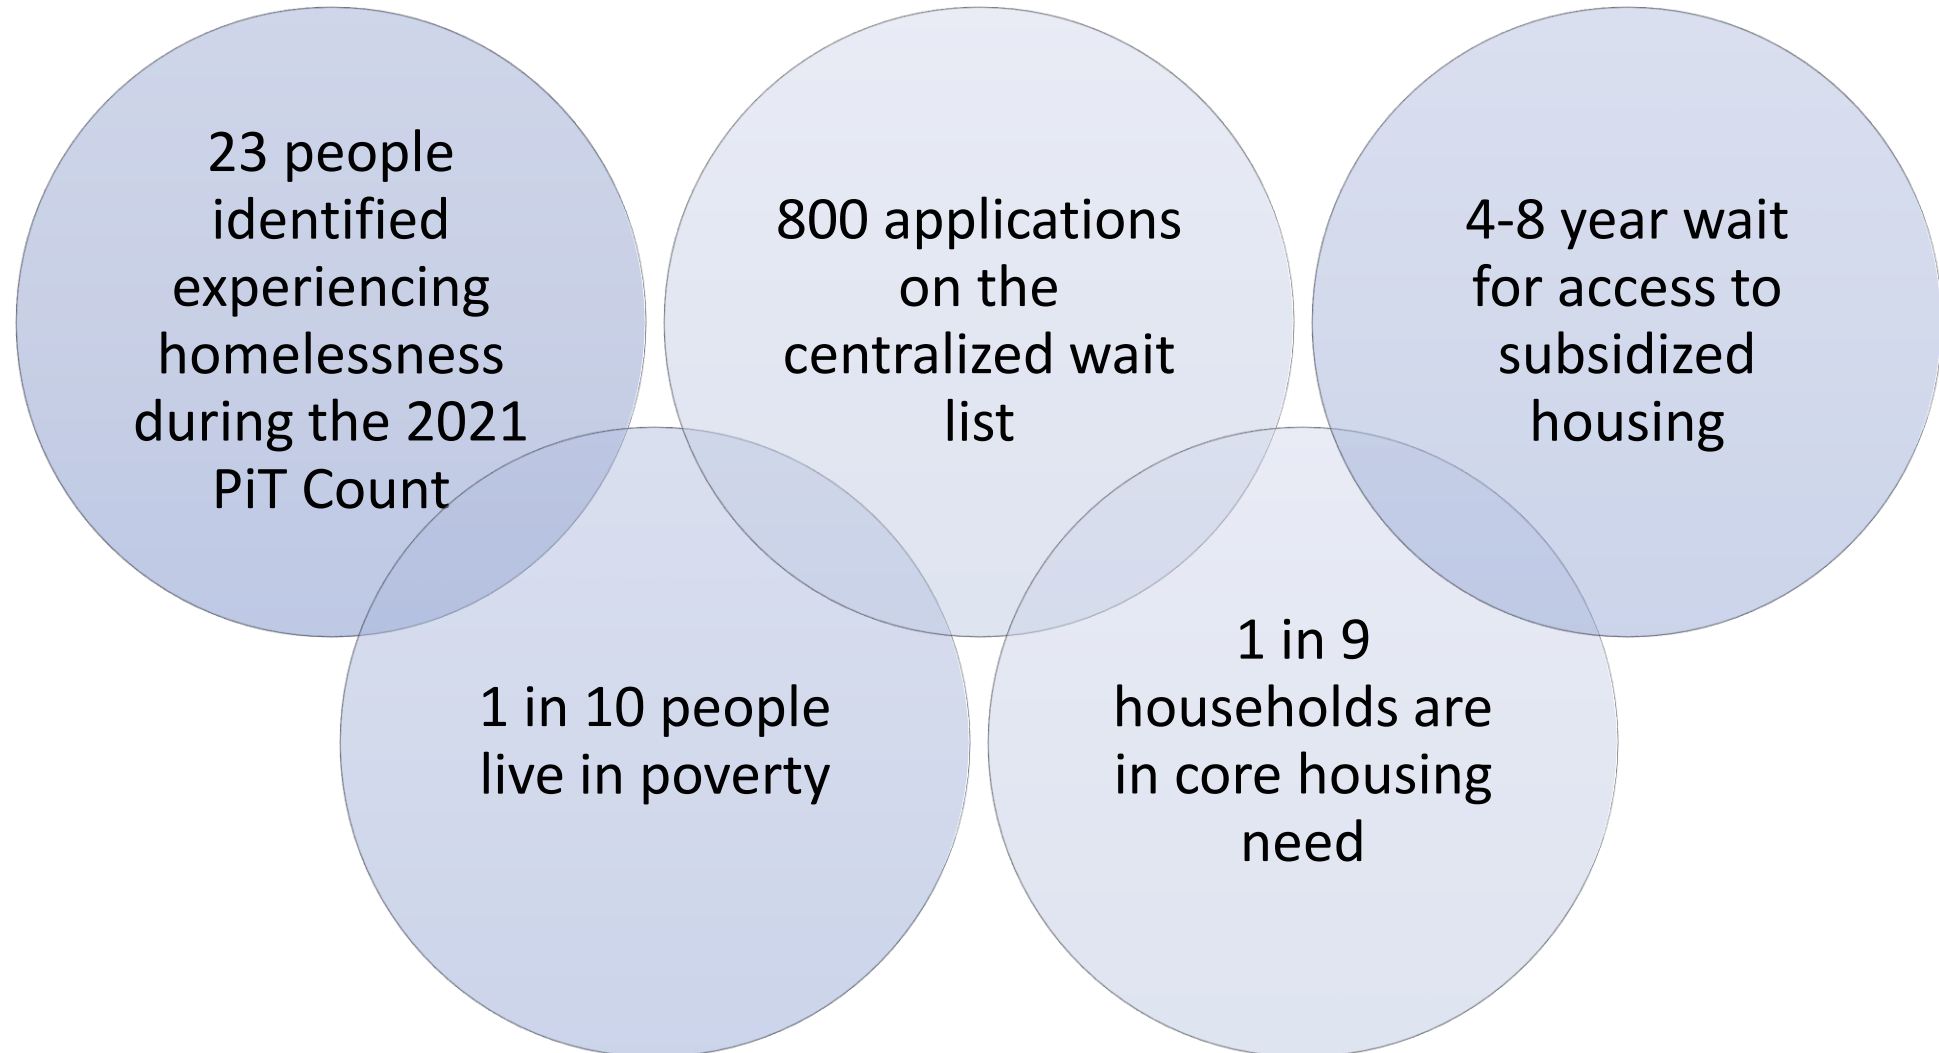 23 people
identified
experiencing
homelessness
during the 2021
PiT Count
800 applications
on the
centralized wait
list
4-8 year wait
for access to
subsidized
housing
1 in 10 people
live in poverty
1 in 9
households are
in core housing
need